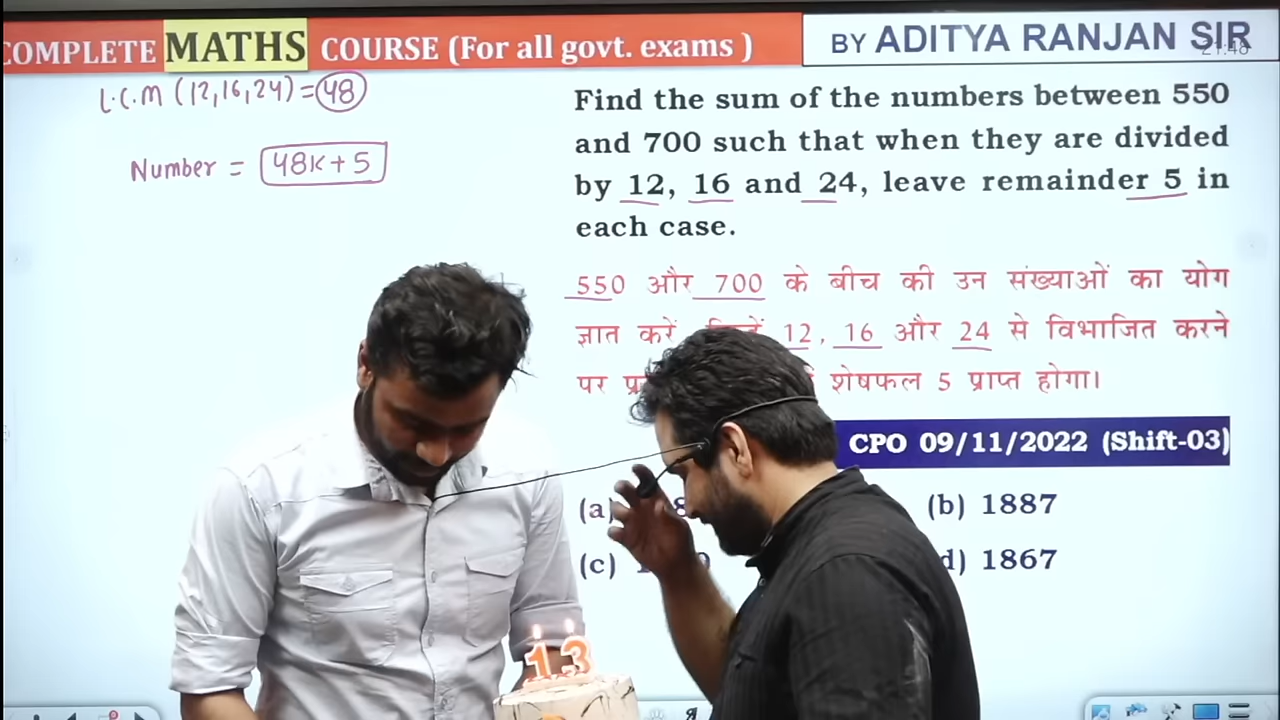 COMPLETE MATHS COURSE (For all govt. exams )
BY ADITYA RANJAN SIR
21:48
L.C.M (12,16,24)=48
Number = 48K+5
Find the sum of the numbers between 550
and 700 such that when they are divided
by 12, 16 and 24, leave remainder 5 in
each case.
550 और 700 के बीच की उन संख्याओं का योग
ज्ञात करें 12, 16 और 24 से विभाजित करने
पर शेषफल 5 प्राप्त होगा।
CPO 09/11/2022 (Shift-03)
(a)
(b) 1887
(c)
d) 1867
13